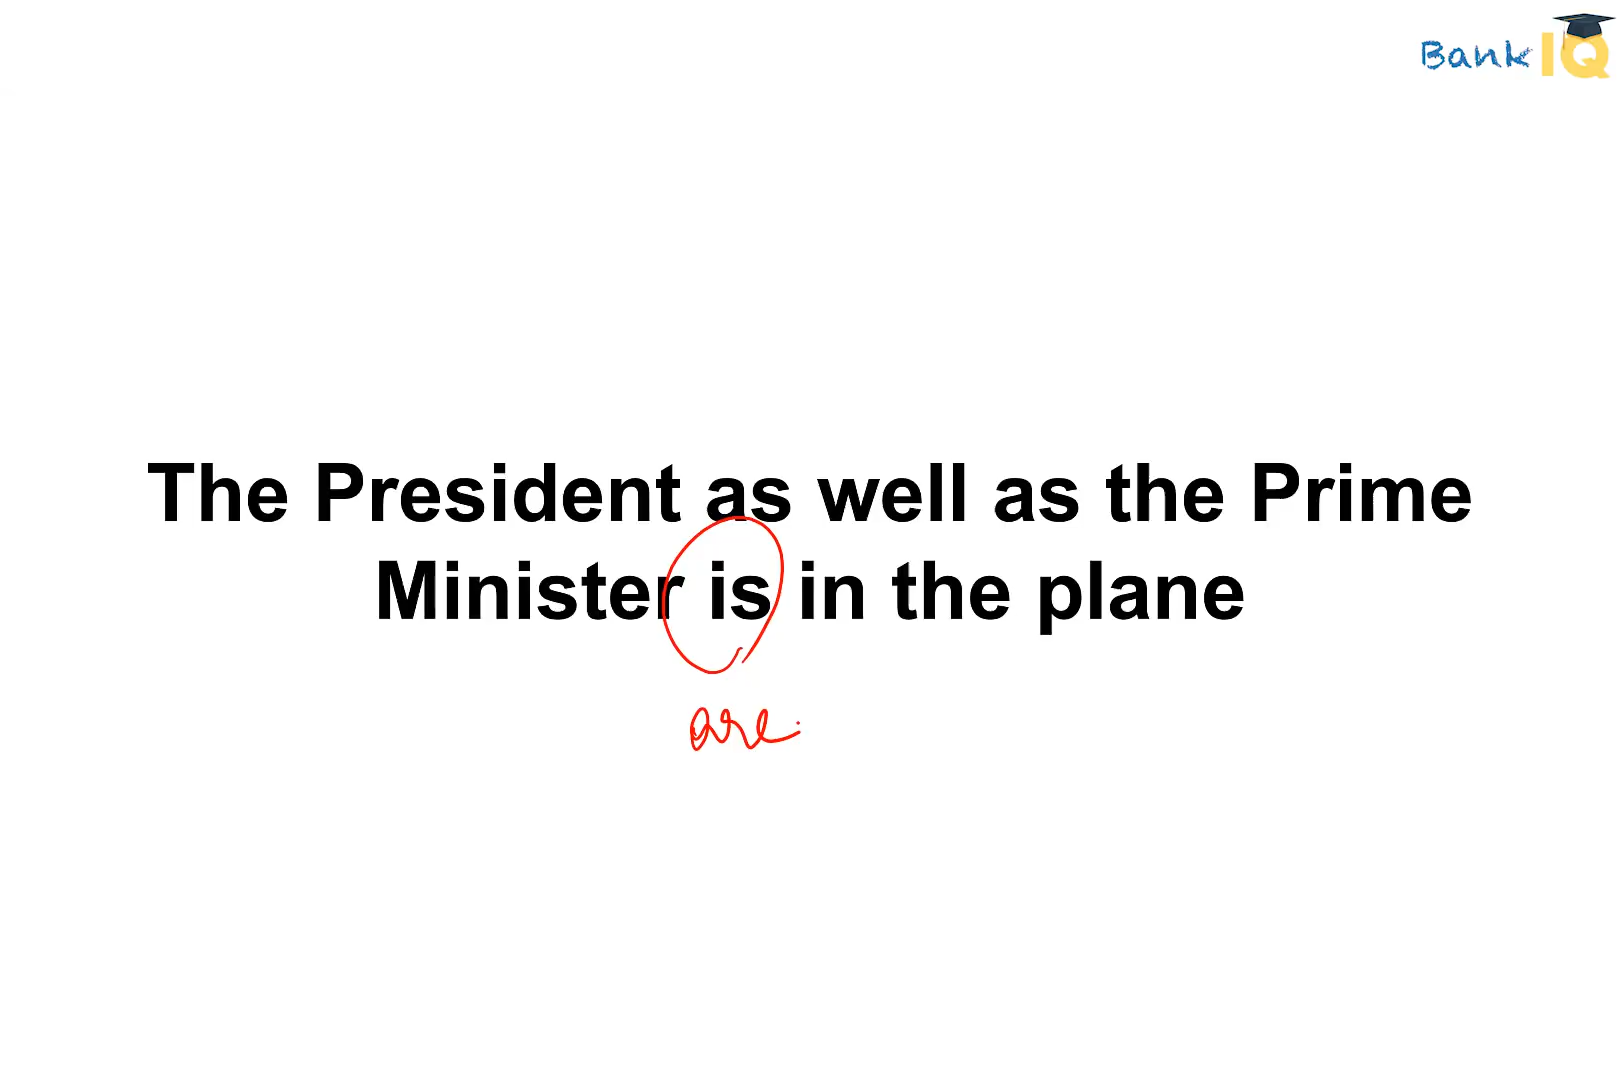 Bank IQ
The President as well as the Prime
Minister is in the plane
are